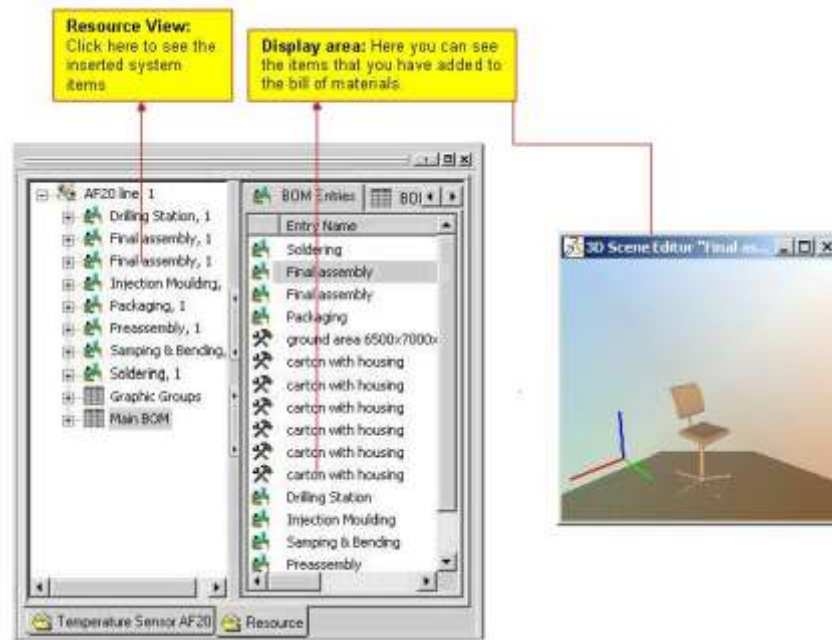 Resource View:
Click here to see the
inserted system
items
Display area: Here you can see
the items that you have added to
the bill of materials.
AF20 line, 1
Drilling Station, 1
Final assembly, 1
Final assembly, 1
Injection Moulding,
Packaging, 1
Preassembly, 1
Samping & Bending,
Soldering, 1
Graphic Groups
Main BOM
BOM Entries
Entry Name
Soldering
Final assembly
Final assembly
Packaging
ground area 6500x7000x
carton with housing
carton with housing
carton with housing
carton with housing
carton with housing
carton with housing
Drilling Station
Injection Moulding
Samping & Bending
Preassembly
Temperature Sensor AF20
Resource
3D Scene Editor "Final as...